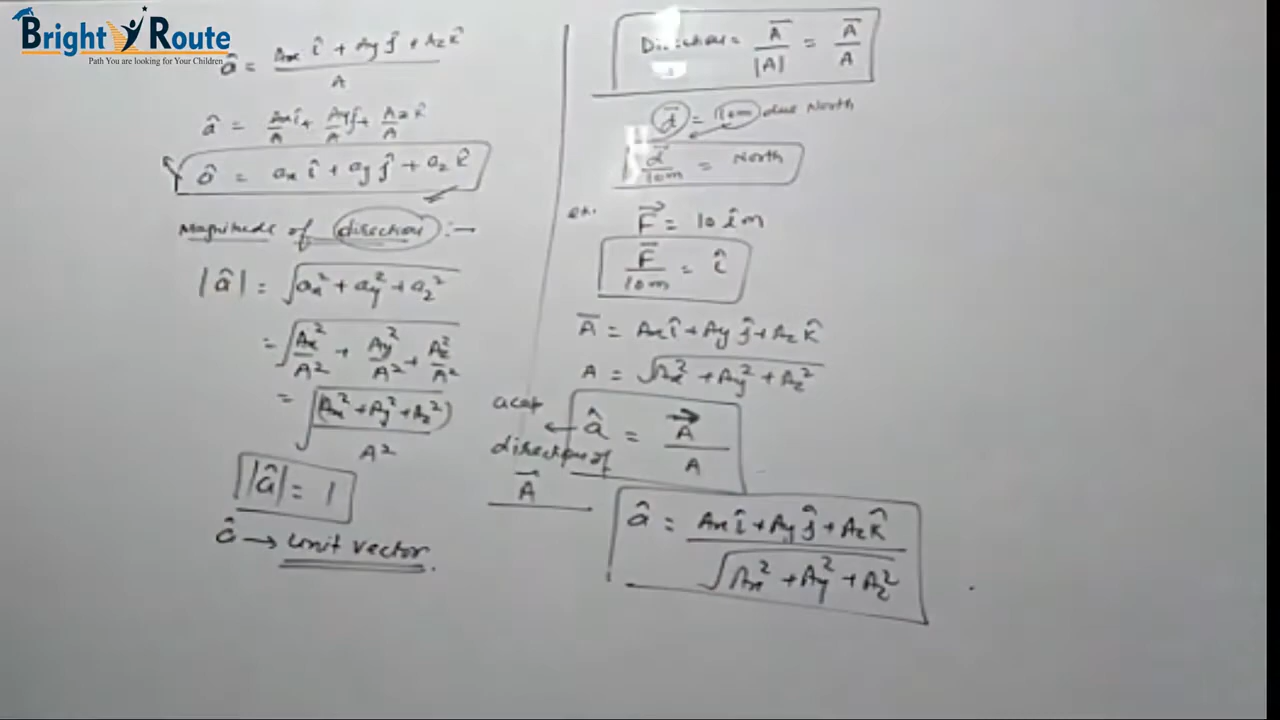 Bright Route
Path You are looking for Your Children
â = Ax î + Ay ĵ + Az k̂ / A
â = Ax î/A + Ay ĵ/A + Az k̂/A
â = ax î + ay ĵ + az k̂
Magnitude of direction :-
|â| = √(ax² + ay² + az²)
= √(Ax²/A² + Ay²/A² + Az²/A²)
= √((Ax² + Ay² + Az²)/A²)
|â| = 1
â → unit vector.
Direction = A⃗/|A| = A⃗/A
d⃗ = 10m due North
d⃗/10m = North
ex. F⃗ = 10 î m
F⃗/10m = î
A⃗ = Ax î + Ay ĵ + Az k̂
A = √(Ax² + Ay² + Az²)
â = A⃗/A
direction of
A⃗
â = Ax î + Ay ĵ + Az k̂ / √(Ax² + Ay² + Az²)